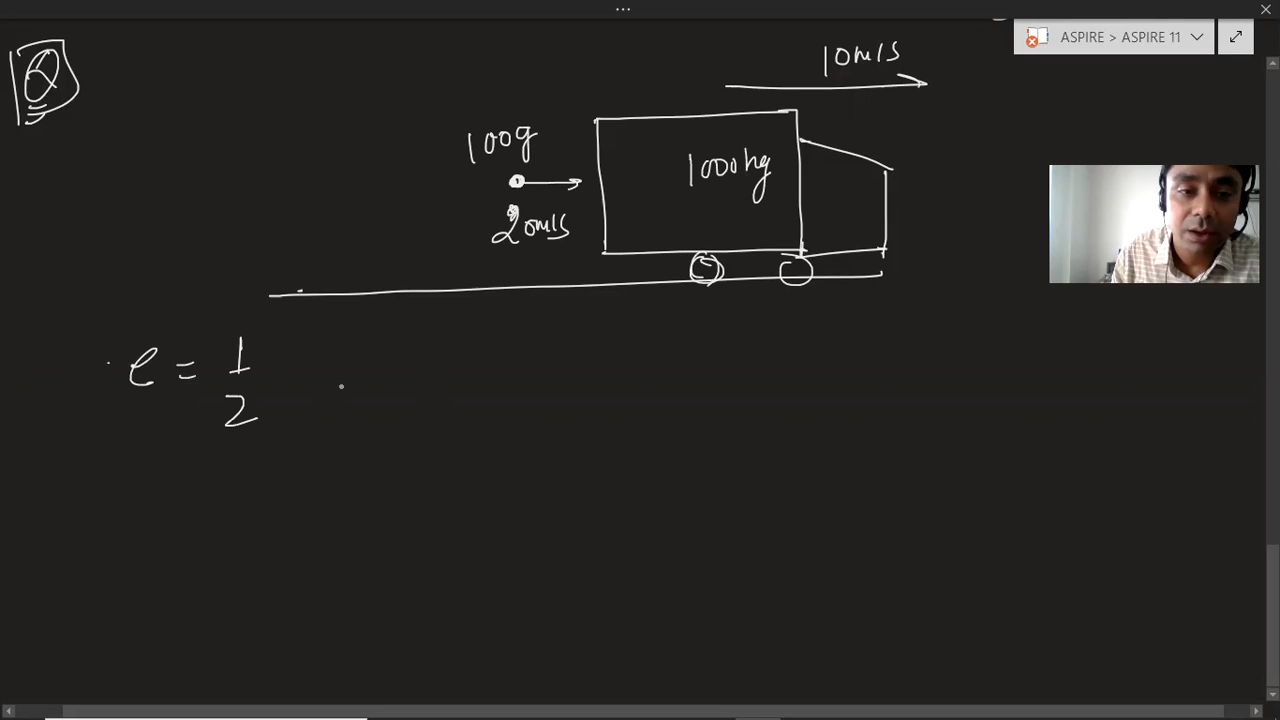 ASPIRE > ASPIRE 11
Q
10m/s
100g
1000kg
20m/s
e = 1/2